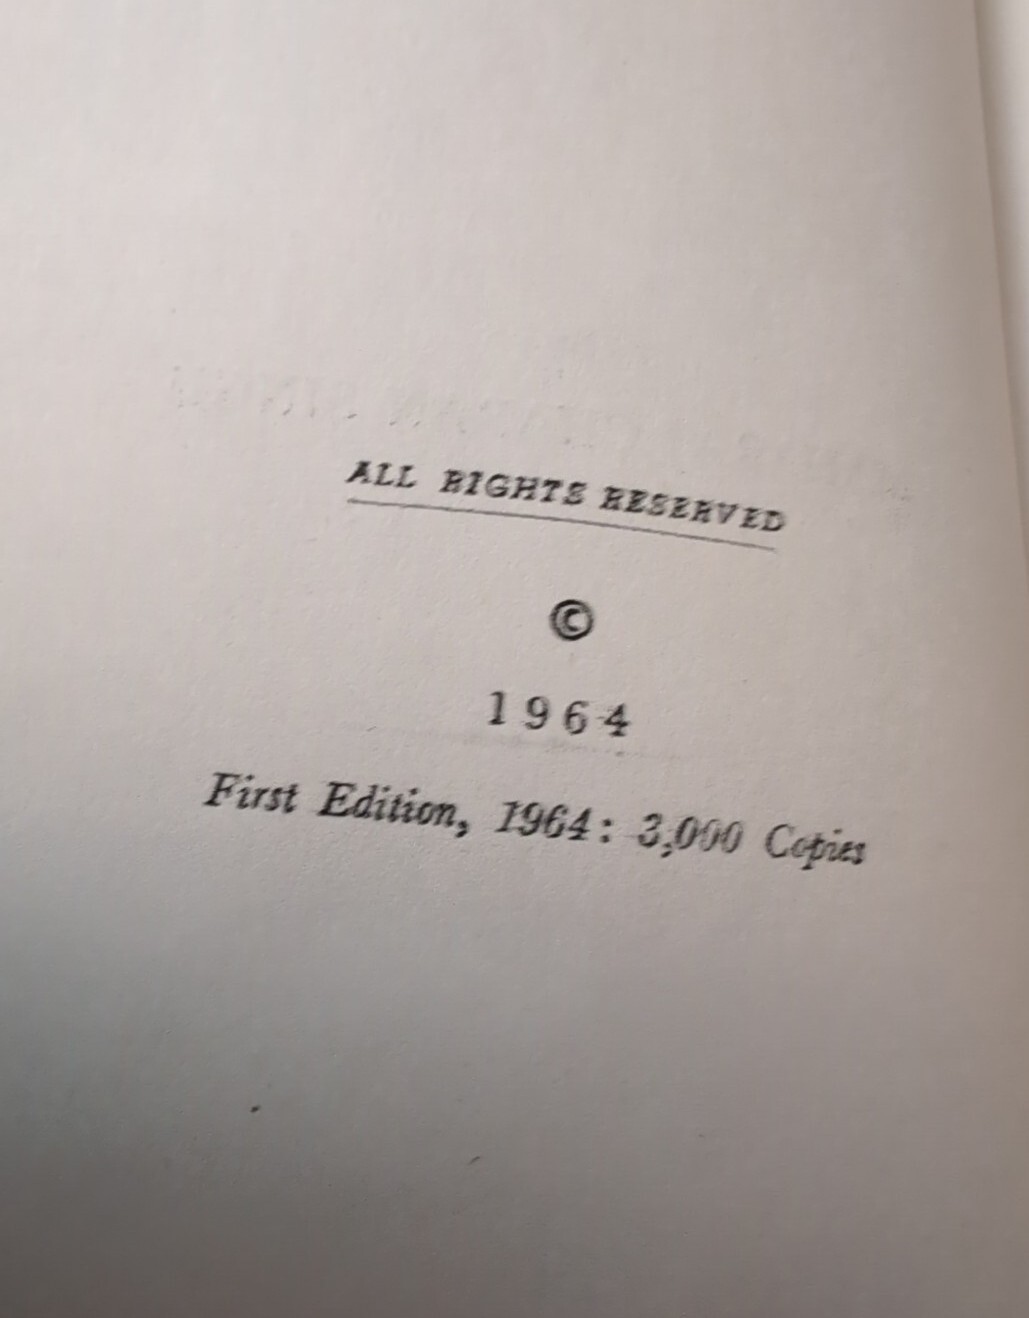 ALL RIGHTS RESERVED
©
1964
First Edition, 1964: 3,000 Copies